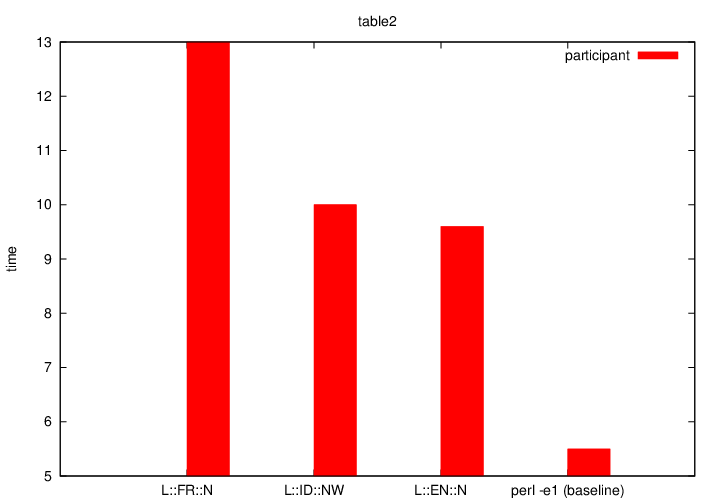 table2
participant
time
13
12
11
10
9
8
7
6
5
L::FR::N L::ID::NW L::EN::N perl -e1 (baseline)